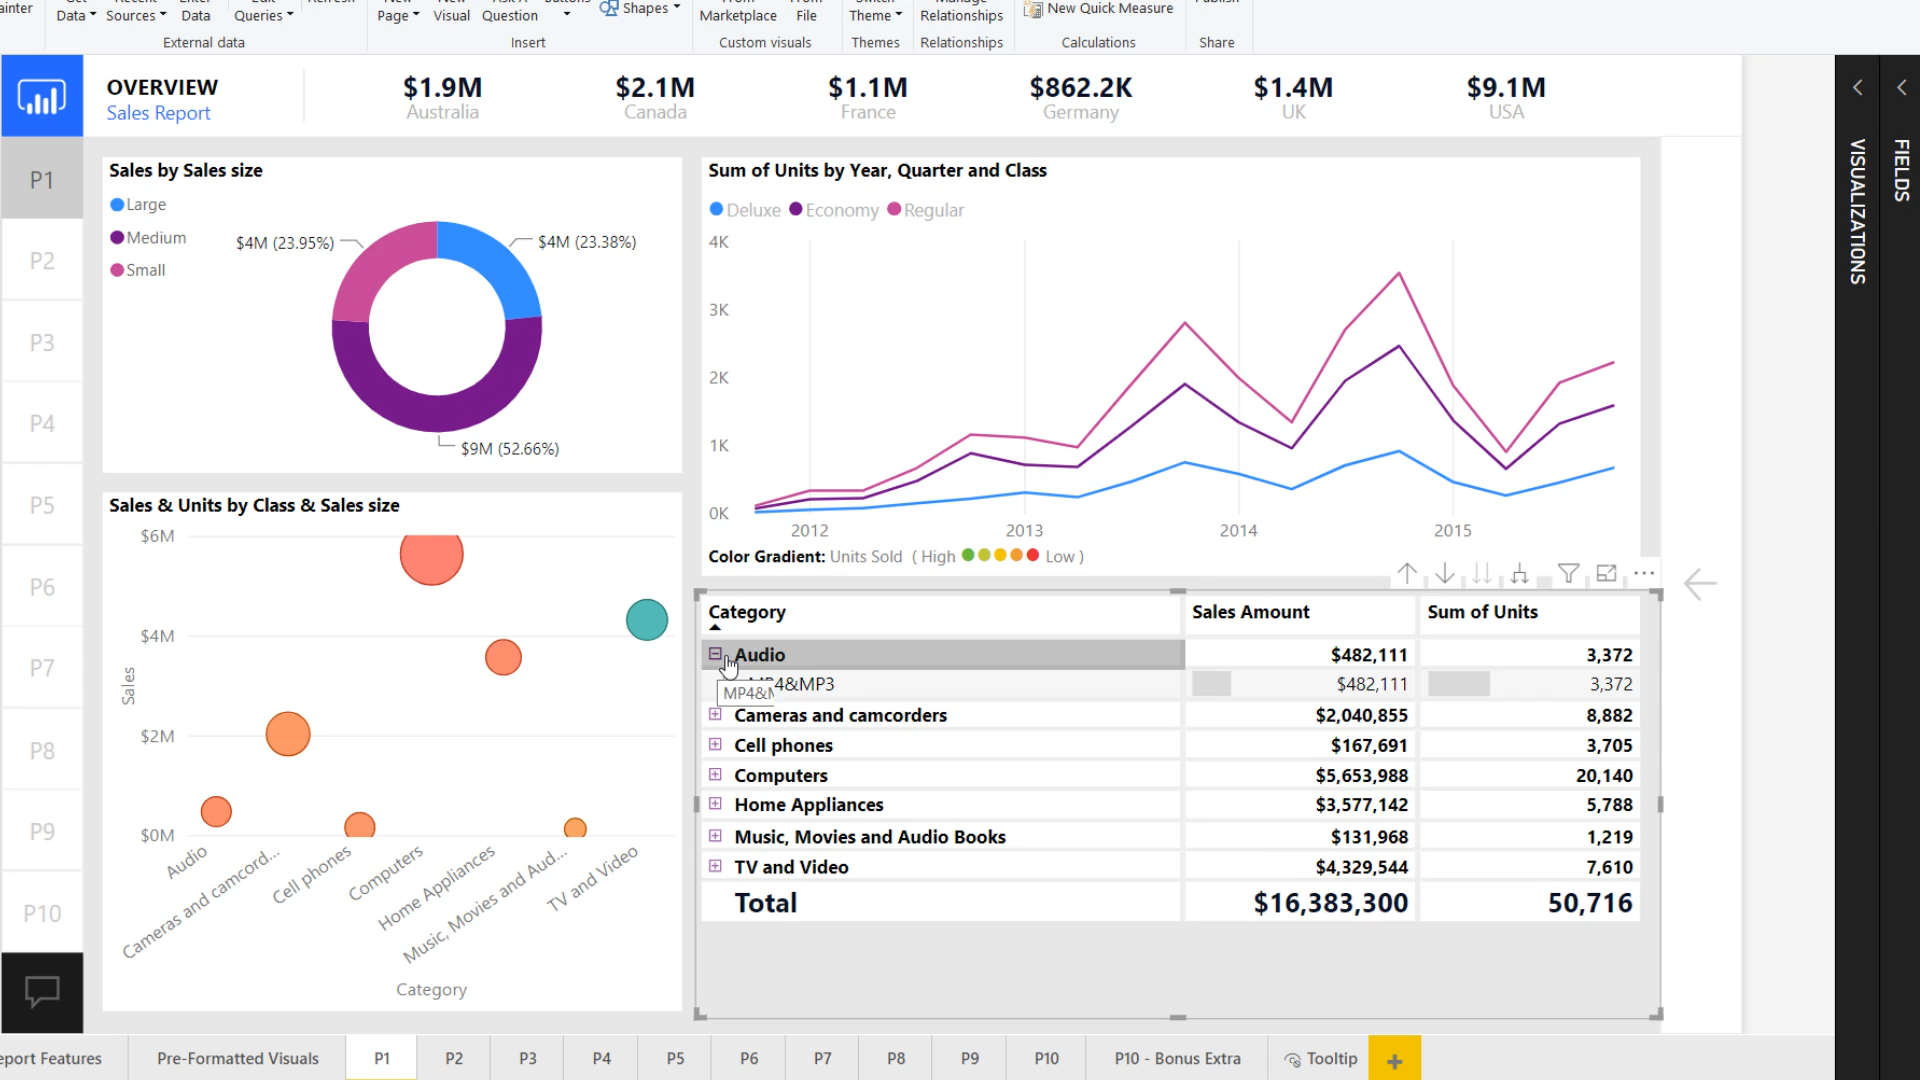 Data
Sources
Data
Queries
External data
Page
Visual
Question
Shapes
Insert
Marketplace
File
Custom visuals
Theme
Themes
Relationships
Relationships
New Quick Measure
Calculations
Share
OVERVIEW
Sales Report
$1.9M
Australia
$2.1M
Canada
$1.1M
France
$862.2K
Germany
$1.4M
UK
$9.1M
USA
VISUALIZATIONS
FIELDS
P1
P2
P3
P4
P5
P6
P7
P8
P9
P10
Sales by Sales size
Large
Medium
Small
$4M (23.95%)
$4M (23.38%)
$9M (52.66%)
Sum of Units by Year, Quarter and Class
Deluxe Economy Regular
4K
3K
2K
1K
0K
2012 2013 2014 2015
Color Gradient: Units Sold ( High Low )
Sales & Units by Class & Sales size
$6M
$4M
$2M
$0M
Sales
Audio
Cameras and camcord...
Cell phones
Computers
Home Appliances
Music, Movies and Aud...
TV and Video
Category
Category Sales Amount Sum of Units
Audio $482,111 3,372
4&MP3 $482,111 3,372
MP4&M
Cameras and camcorders $2,040,855 8,882
Cell phones $167,691 3,705
Computers $5,653,988 20,140
Home Appliances $3,577,142 5,788
Music, Movies and Audio Books $131,968 1,219
TV and Video $4,329,544 7,610
Total $16,383,300 50,716
eport Features Pre-Formatted Visuals P1 P2 P3 P4 P5 P6 P7 P8 P9 P10 P10 - Bonus Extra Tooltip +